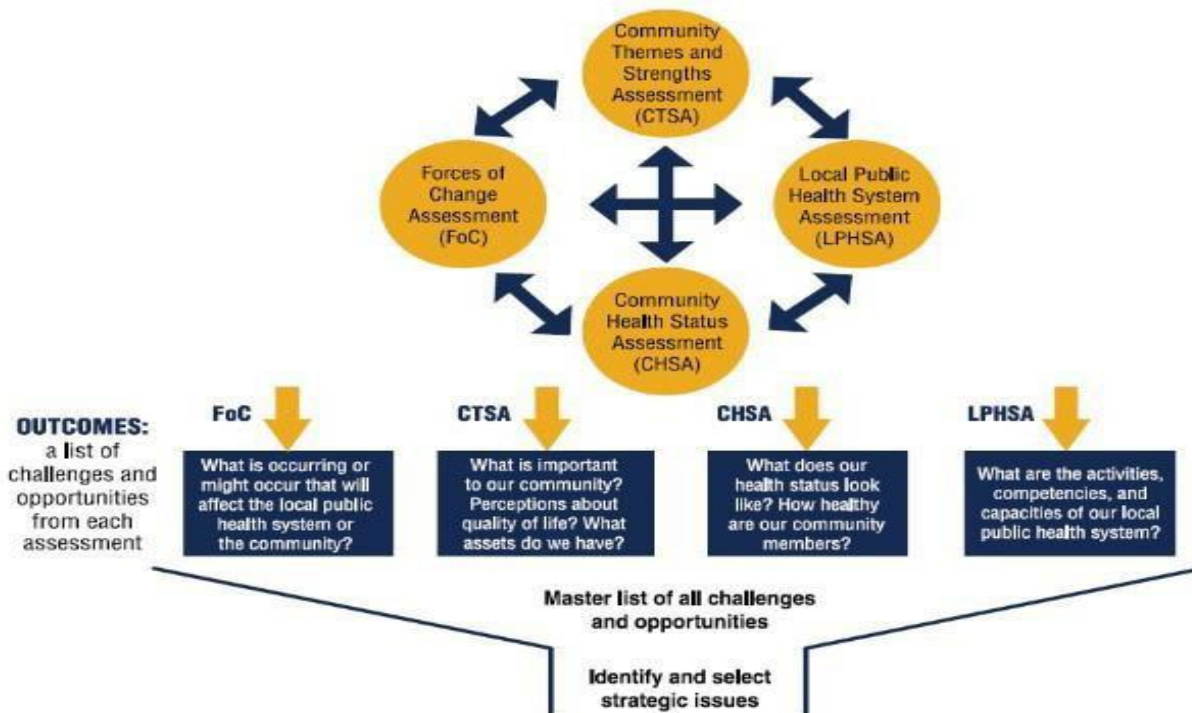 Community
Themes and
Strengths
Assessment
(CTSA)
Forces of
Change
Assessment
(FoC)
Local Public
Health System
Assessment
(LPHSA)
Community
Health Status
Assessment
(CHSA)
OUTCOMES:
a list of
challenges and
opportunities
from each
assessment
FoC
What is occurring or
might occur that will
affect the local public
health system or
the community?
CTSA
What is important
to our community?
Perceptions about
quality of life? What
assets do we have?
CHSA
What does our
health status look
like? How healthy
are our community
members?
LPHSA
What are the activities,
competencies, and
capacities of our local
public health system?
Master list of all challenges
and opportunities
Identify and select
strategic issues